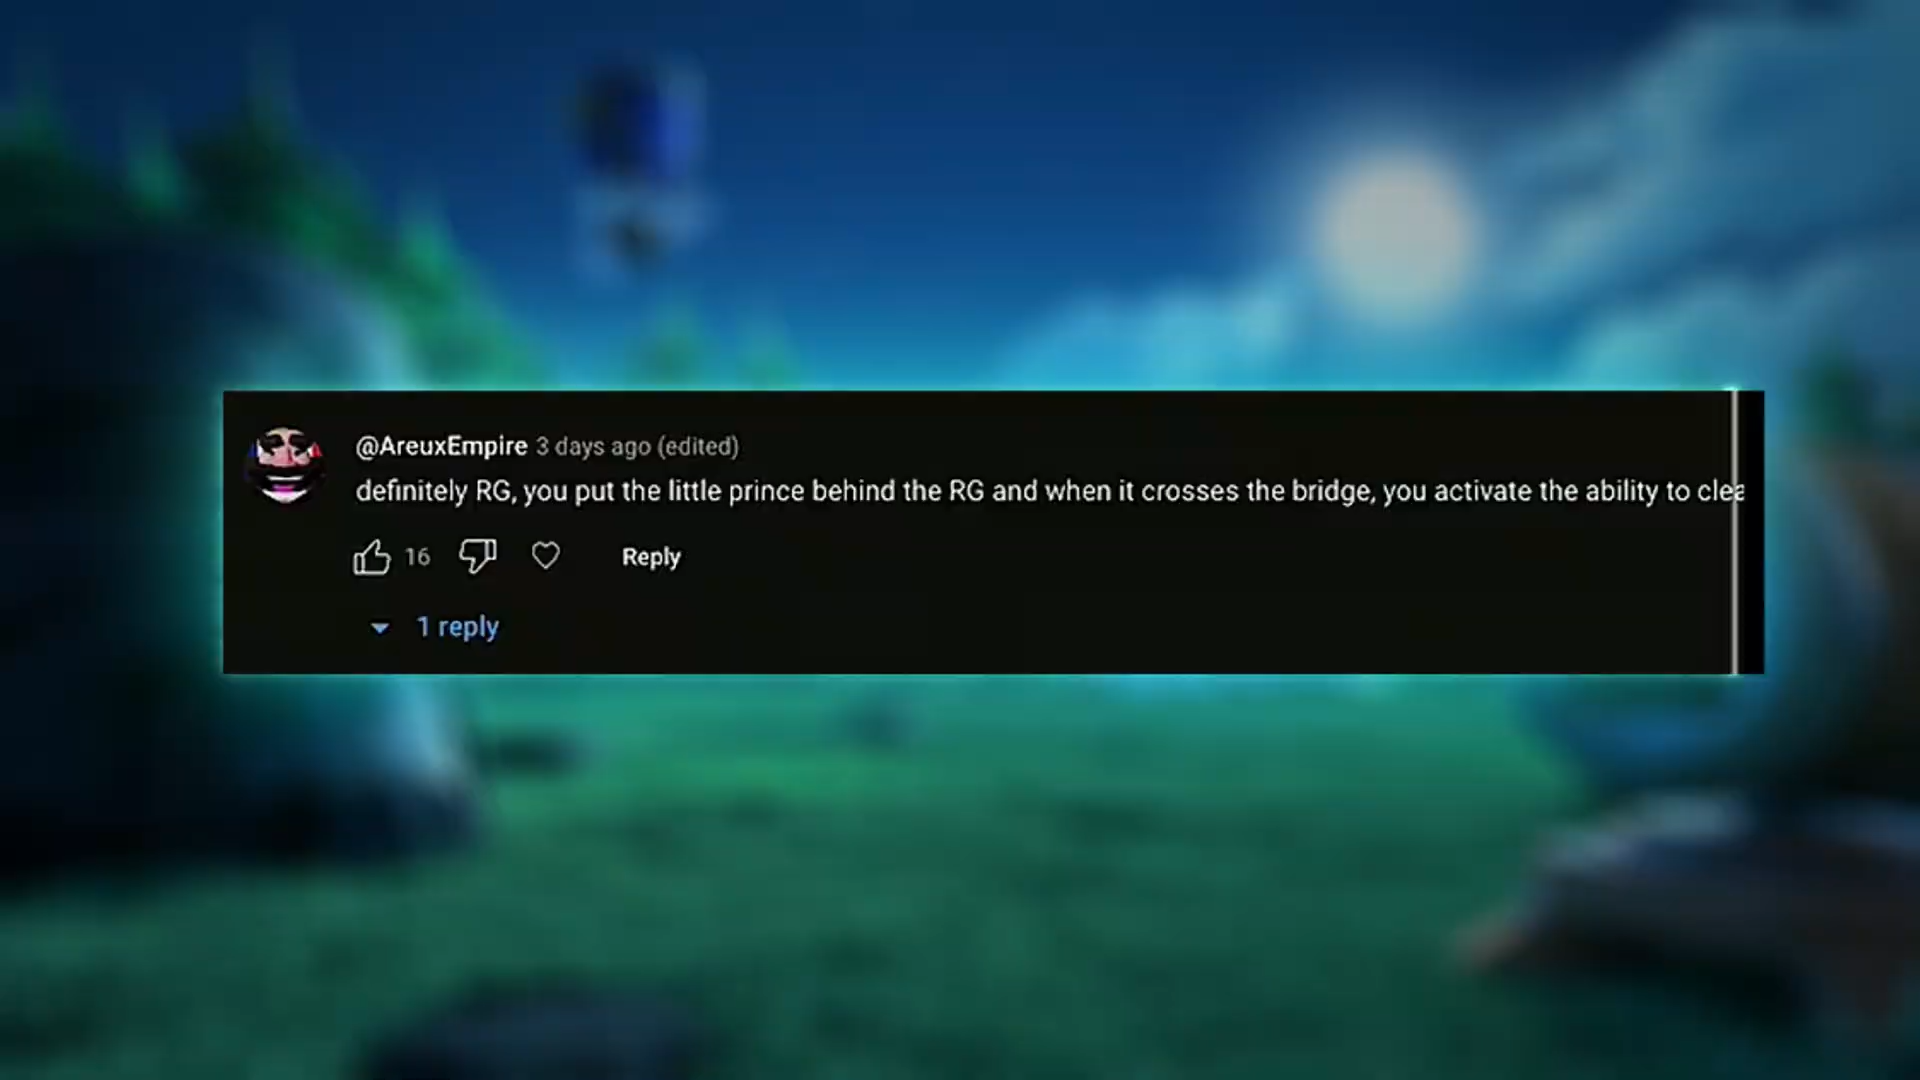 @AreuxEmpire 3 days ago (edited)
definitely RG, you put the little prince behind the RG and when it crosses the bridge, you activate the ability to
16 Reply
1 reply